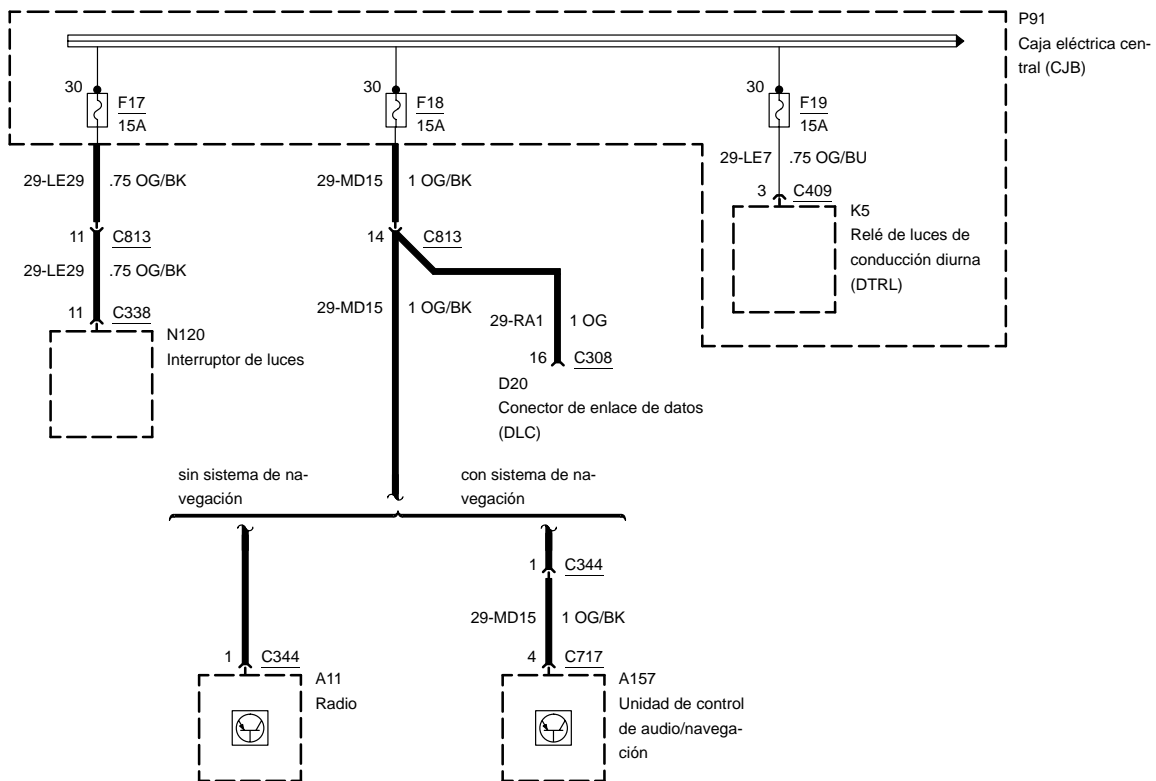 P91
Caja eléctrica cen-
tral (CJB)
30
F17
15A
30
F18
15A
30
F19
15A
29-LE29 .75 OG/BK
29-MD15 1 OG/BK
29-LE7 .75 OG/BU
3 C409
K5
Relé de luces de
conducción diurna
(DTRL)
11 C813
14 C813
29-LE29 .75 OG/BK
29-MD15 1 OG/BK
29-RA1 1 OG
11 C338
N120
Interruptor de luces
16 C308
D20
Conector de enlace de datos
(DLC)
sin sistema de na-
vegación
con sistema de na-
vegación
1 C344
29-MD15 1 OG/BK
1 C344
4 C717
A11
Radio
A157
Unidad de control
de audio/navega-
ción